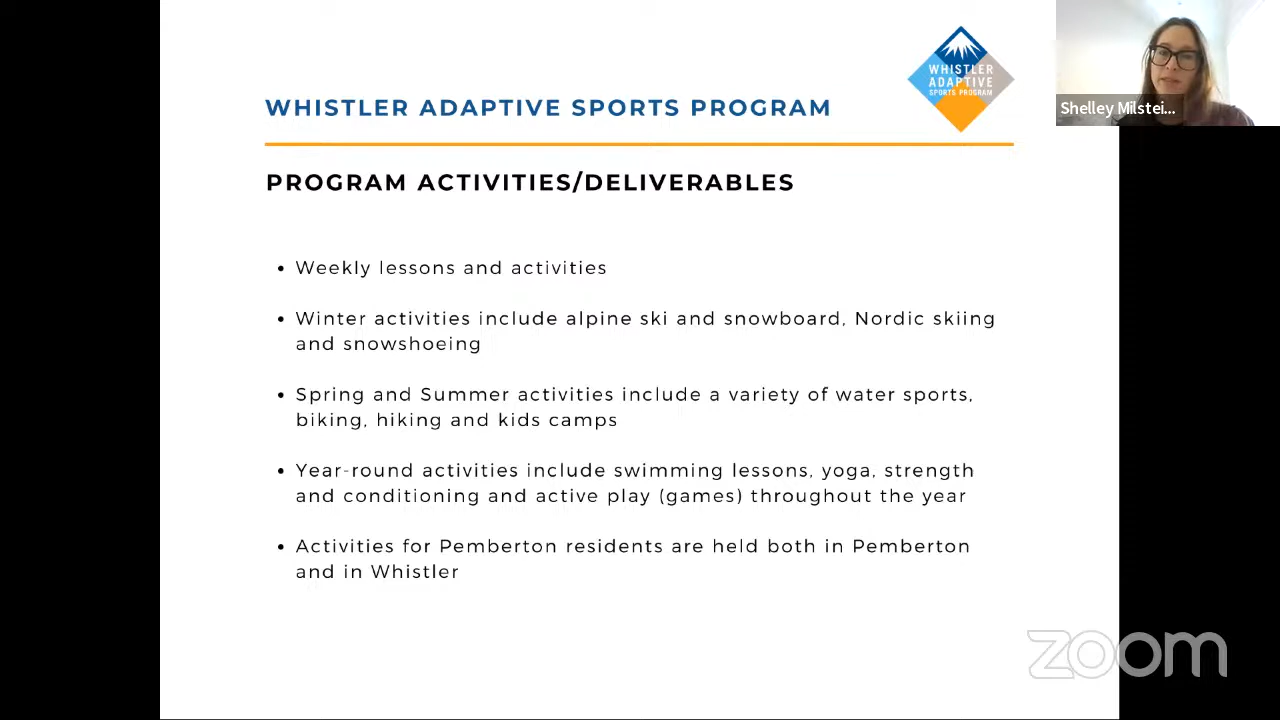 WHISTLER ADAPTIVE SPORTS PROGRAM
WHISTLER
ADAPTIVE
SPORTS PROGRAM
Shelley Milstei...
PROGRAM ACTIVITIES/DELIVERABLES
• Weekly lessons and activities
• Winter activities include alpine ski and snowboard, Nordic skiing
and snowshoeing
• Spring and Summer activities include a variety of water sports,
biking, hiking and kids camps
• Year-round activities include swimming lessons, yoga, strength
and conditioning and active play (games) throughout the year
• Activities for Pemberton residents are held both in Pemberton
and in Whistler
zoom